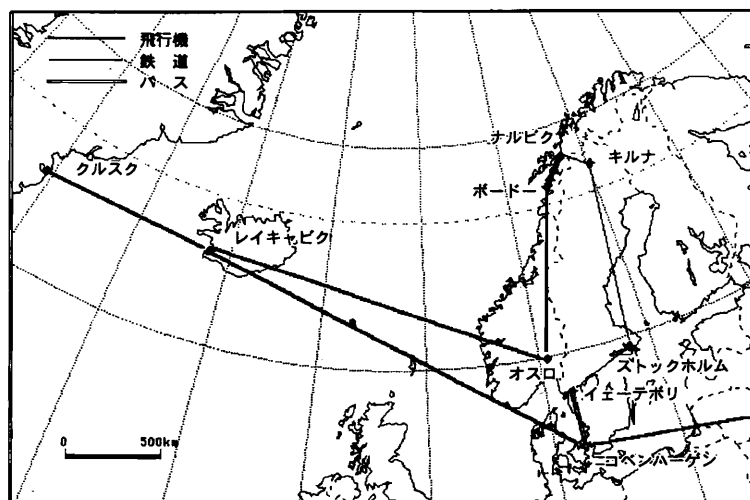 飛行機
鉄 道
バ ス
ナルビク
クルスク
キルナ
ボードー
レイキャビク
オスロ
ストックホルム
イェーテボリ
コペンハーゲン
0 500km